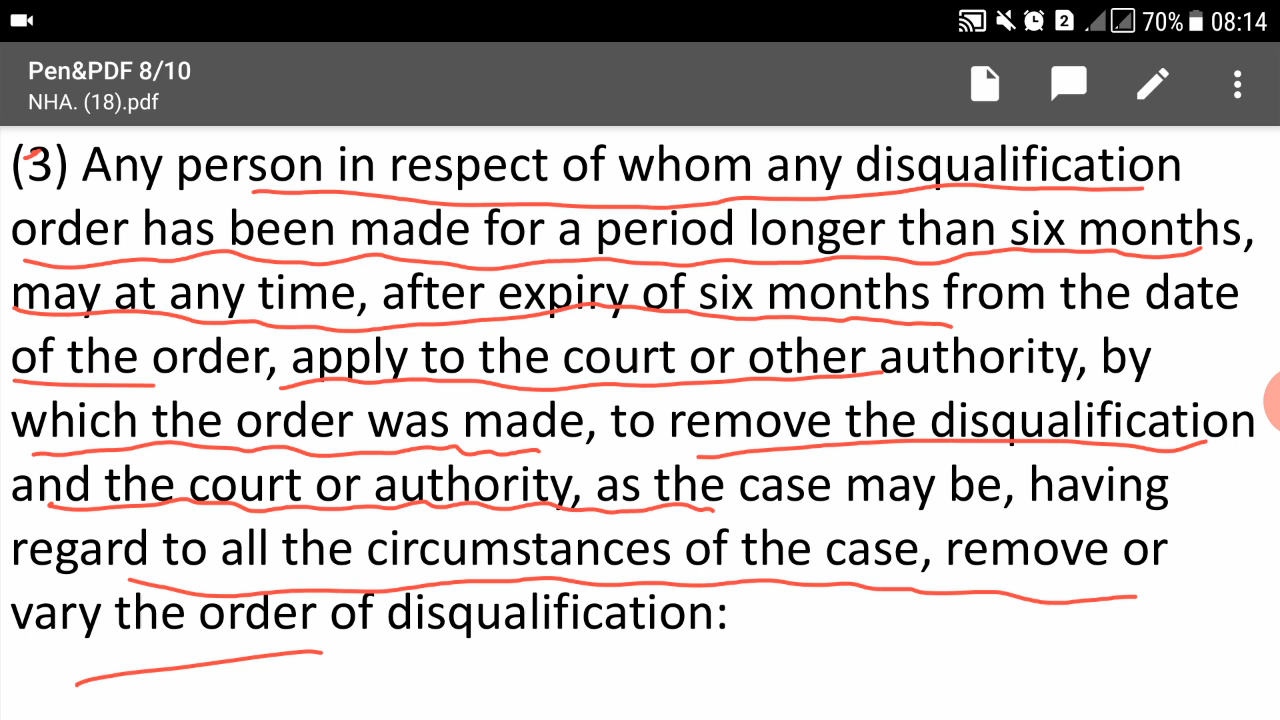 2 70% 08:14
Pen&PDF 8/10
NHA. (18).pdf
(3) Any person in respect of whom any disqualification
order has been made for a period longer than six months,
may at any time, after expiry of six months from the date
of the order, apply to the court or other authority, by
which the order was made, to remove the disqualification
and the court or authority, as the case may be, having
regard to all the circumstances of the case, remove or
vary the order of disqualification: